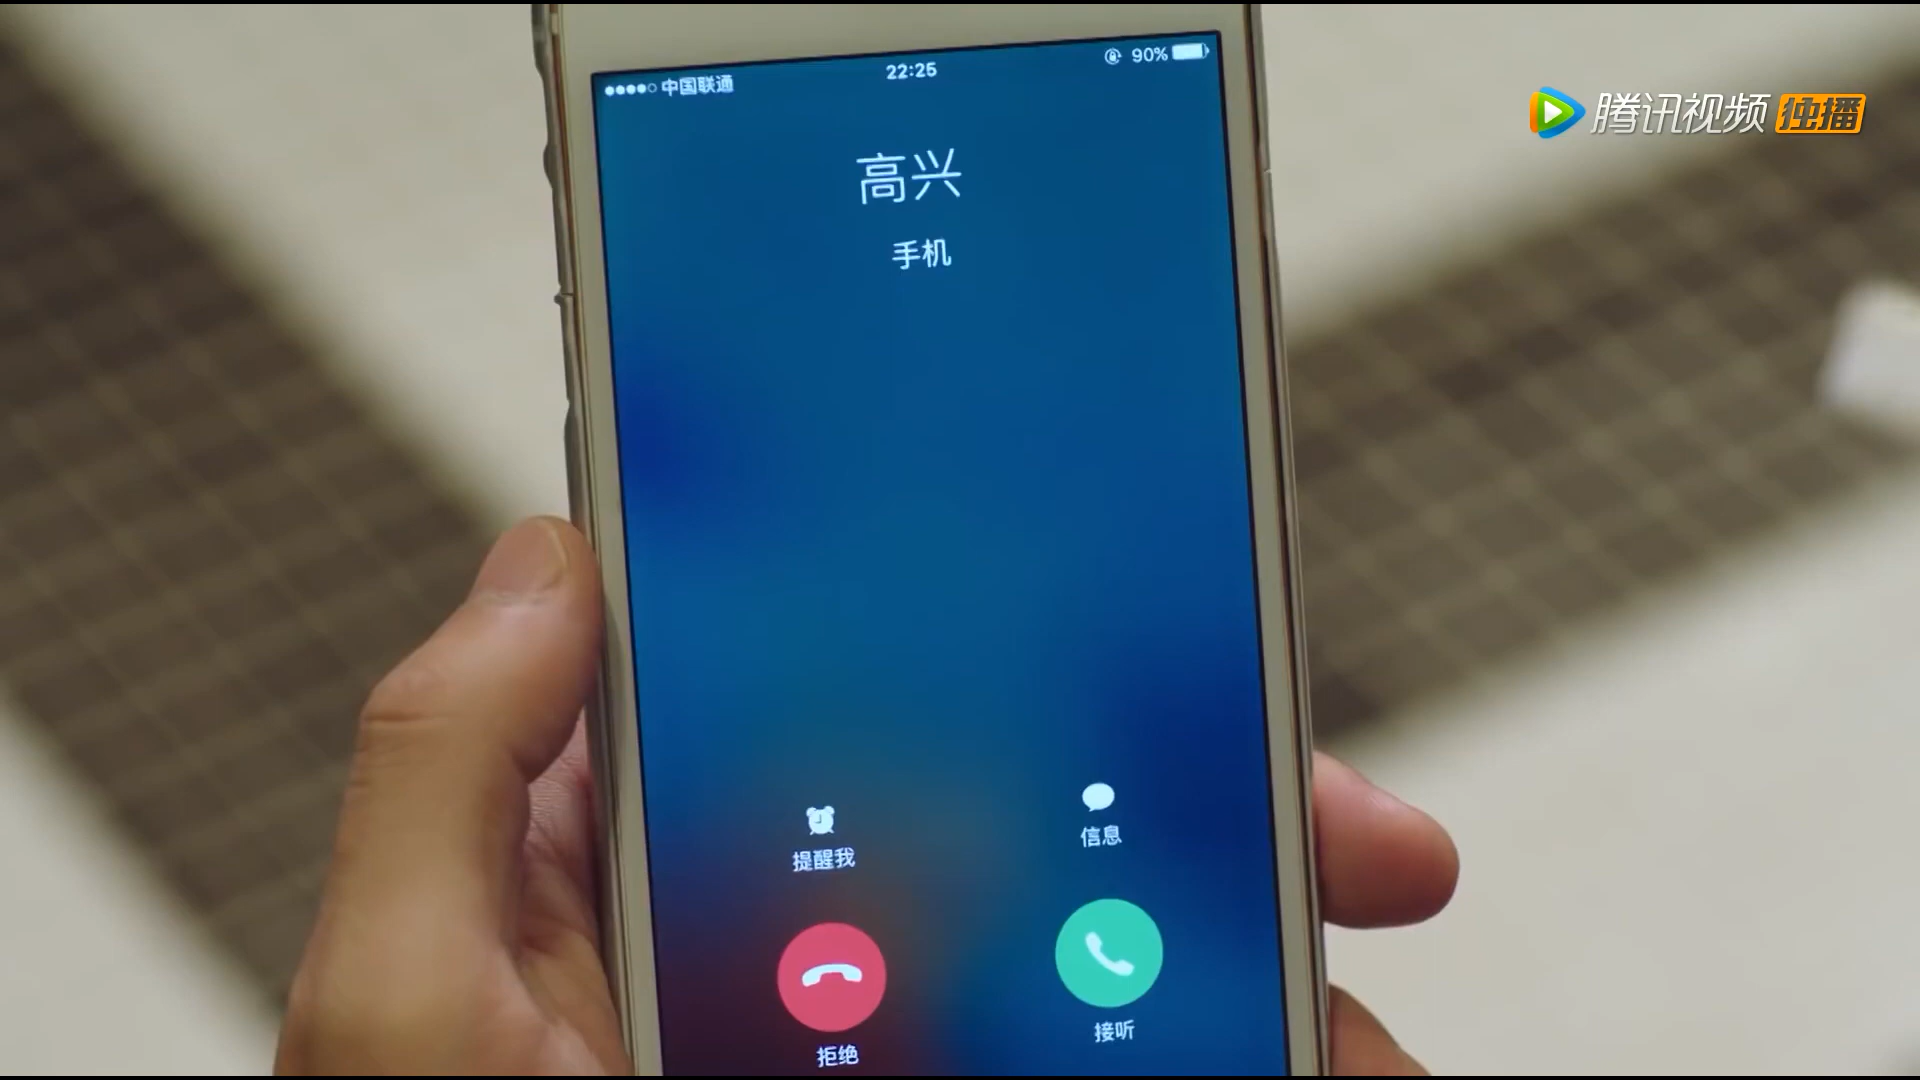 中国联通 22:25 90%
腾讯视频 独播
高兴
手机
提醒我 信息
拒绝 接听